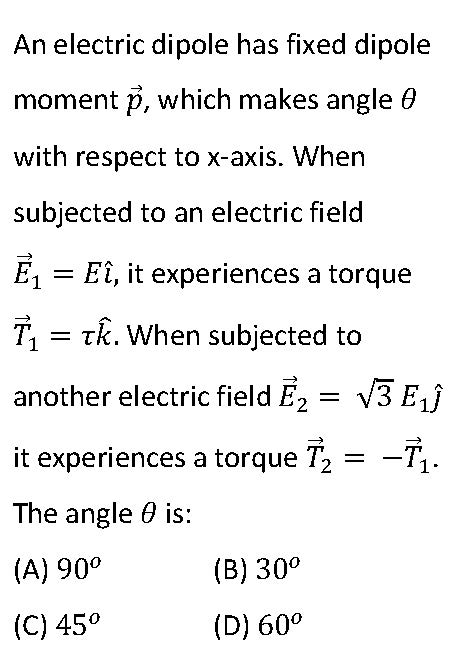 An electric dipole has fixed dipole
moment $\vec{p}$, which makes angle $\theta$
with respect to x-axis. When
subjected to an electric field
$\vec{E}_1 = E\hat{\imath}$, it experiences a torque
$\vec{T}_1 = \tau\hat{k}$. When subjected to
another electric field $\vec{E}_2 = \sqrt{3}\, E_1\hat{\jmath}$
it experiences a torque $\vec{T}_2 = -\vec{T}_1$.
The angle $\theta$ is:
(A) $90^o$ (B) $30^o$
(C) $45^o$ (D) $60^o$